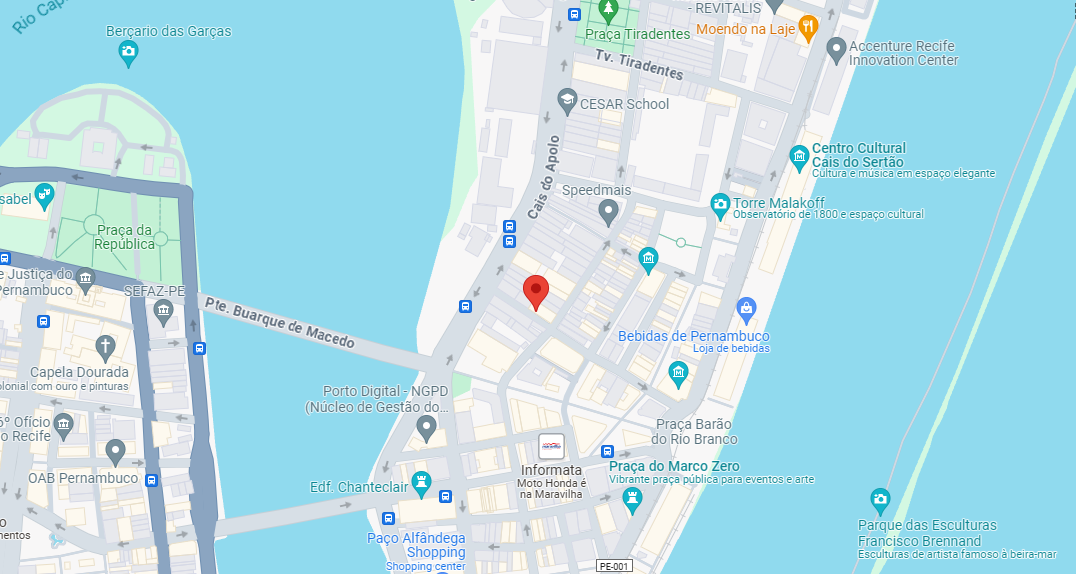 Rio Cap
- REVITALIS
Berçario das Garças
Praça Tiradentes
Moendo na Laje
Accenture Recife
Innovation Center
Tv. Tiradentes
CESAR School
Cais do Apolo
Centro Cultural
Cais do Sertão
Cultura e música em espaço elegante
Speedmais
Torre Malakoff
Observatório de 1800 e espaço cultural
sabel
Praça da
República
e Justiça do
Pernambuco
SEFAZ-PE
Pte. Buarque de Macedo
Bebidas de Pernambuco
Loja de bebidas
Capela Dourada
olonial com ouro e pinturas
Porto Digital - NGPD
(Núcleo de Gestão do...
6º Ofício
o Recife
Praça Barão
do Rio Branco
OAB Pernambuco
Informata
Moto Honda é
na Maravilha
Praça do Marco Zero
Vibrante praça pública para eventos e arte
Edf. Chanteclair
Parque das Esculturas
Francisco Brennand
Esculturas de artista famoso à beira-mar
o
mentos
Paço Alfândega
Shopping
Shopping center
PE-001